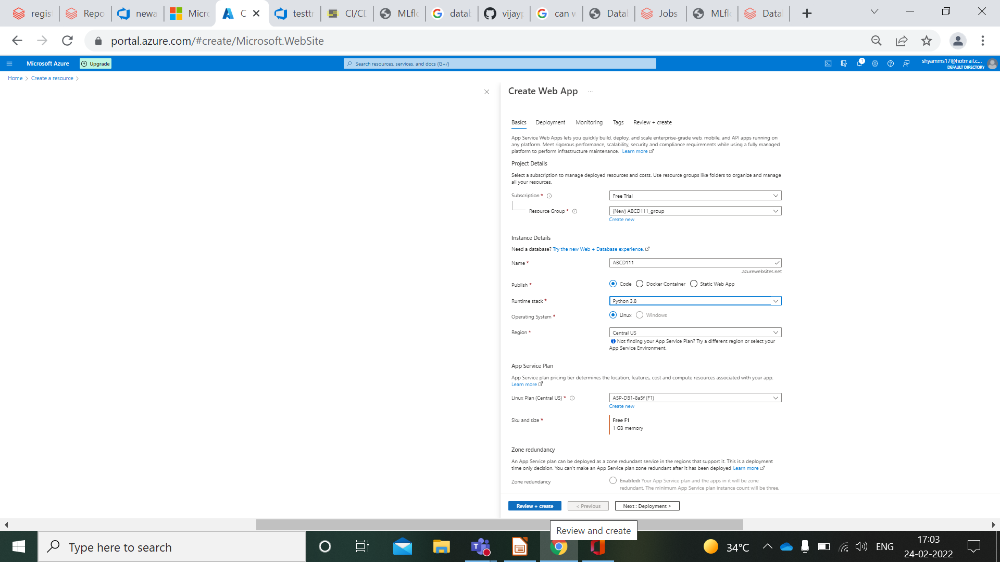 regis
Repo
newa
Micro
C
testtr
CI/CD
MLflo
datab
vijayp
can w
Datab
Jobs
MLflo
Datab
portal.azure.com/#create/Microsoft.WebSite
Microsoft Azure
Upgrade
Search resources, services, and docs (G+/)
1
shyamms17@hotmail.c...
DEFAULT DIRECTORY
Home > Create a resource >
Create Web App ...
Basics Deployment Monitoring Tags Review + create
App Service Web Apps lets you quickly build, deploy, and scale enterprise-grade web, mobile, and API apps running on
any platform. Meet rigorous performance, scalability, security and compliance requirements while using a fully managed
platform to perform infrastructure maintenance. Learn more
Project Details
Select a subscription to manage deployed resources and costs. Use resource groups like folders to organize and manage
all your resources.
Subscription * Free Trial
Resource Group * (New) ABCD111_group
Create new
Instance Details
Need a database? Try the new Web + Database experience.
Name * ABCD111
.azurewebsites.net
Publish * Code Docker Container Static Web App
Runtime stack * Python 3.8
Operating System * Linux Windows
Region * Central US
Not finding your App Service Plan? Try a different region or select your
App Service Environment.
App Service Plan
App Service plan pricing tier determines the location, features, cost and compute resources associated with your app.
Learn more
Linux Plan (Central US) * ASP-DB1-8a5f (F1)
Create new
Sku and size * Free F1
1 GB memory
Zone redundancy
An App Service plan can be deployed as a zone redundant service in the regions that support it. This is a deployment
time only decision. You can't make an App Service plan zone redundant after it has been deployed Learn more
Zone redundancy Enabled: Your App Service plan and the apps in it will be zone
redundant. The minimum App Service plan instance count will be three.
Review + create < Previous Next : Deployment >
Review and create
Type here to search
34°C
ENG
17:03
24-02-2022